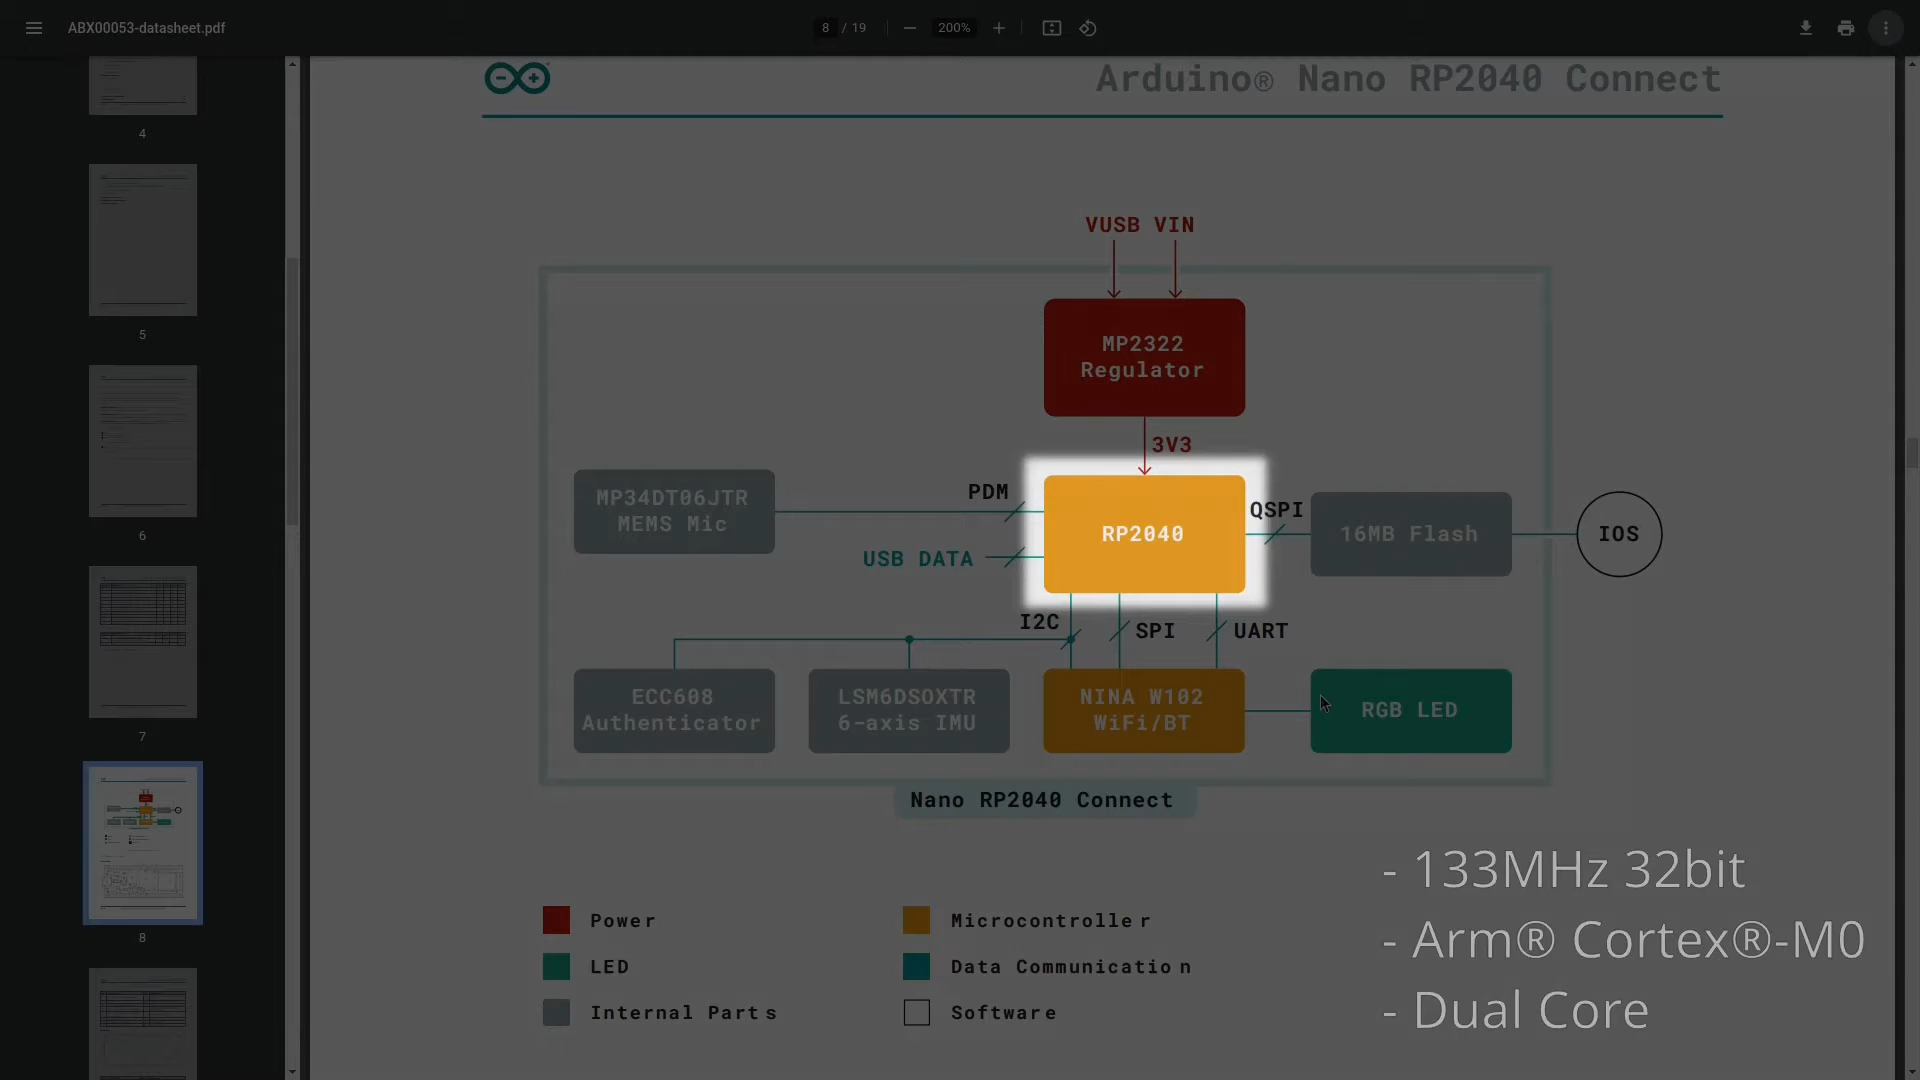 ABX00053-datasheet.pdf
8 / 19
200%
4
5
6
7
8
Arduino® Nano RP2040 Connect
VUSB VIN
MP2322
Regulator
3V3
MP34DT06JTR
MEMS Mic
PDM
USB DATA
RP2040
QSPI
16MB Flash
IOS
I2C
SPI
UART
ECC608
Authenticator
LSM6DSOXTR
6-axis IMU
NINA W102
WiFi/BT
RGB LED
Nano RP2040 Connect
Power
Microcontroller
LED
Data Communication
Internal Parts
Software
- 133MHz 32bit
- Arm® Cortex®-M0
- Dual Core